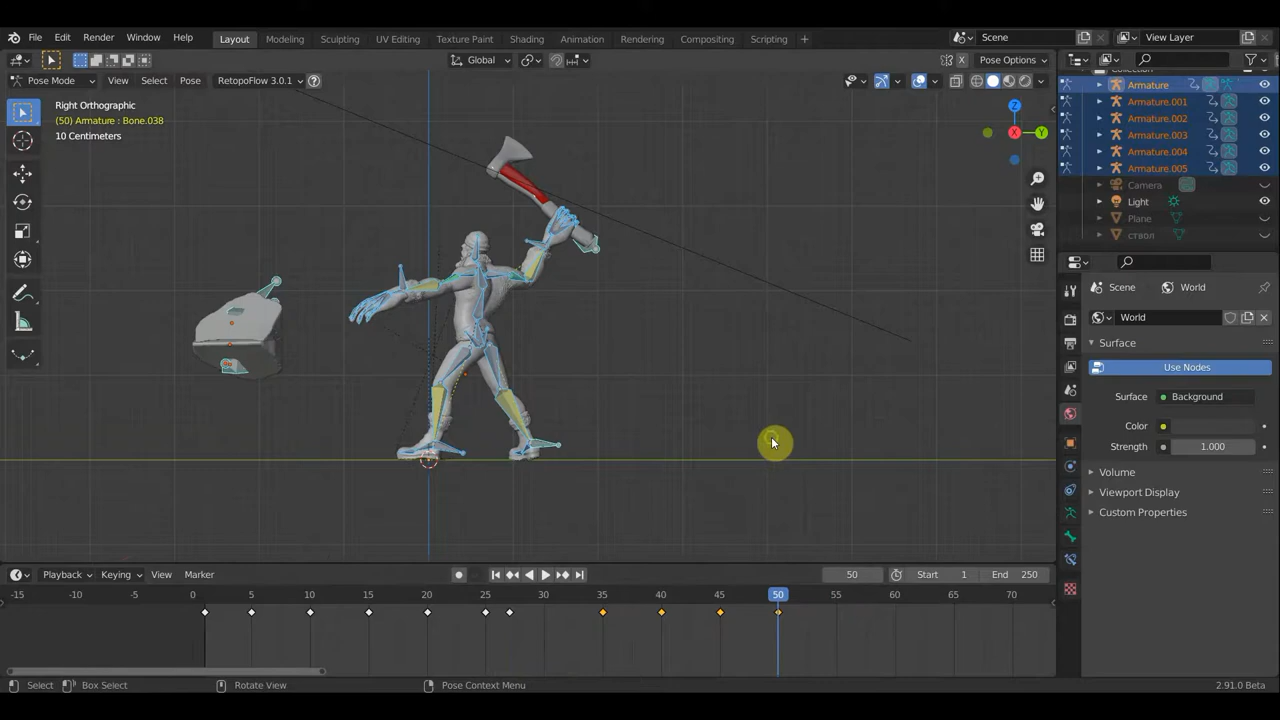 File Edit Render Window Help Layout Modeling Sculpting UV Editing Texture Paint Shading Animation Rendering Compositing Scripting + Scene View Layer
Global Pose Options
Pose Mode View Select Pose RetopoFlow 3.0.1
Right Orthographic
(50) Armature : Bone.038
10 Centimeters
Z
X
Y
Collection
Armature
Armature.001
Armature.002
Armature.003
Armature.004
Armature.005
Camera
Light
Plane
ствол
Scene World
World
Surface
Use Nodes
Surface Background
Color
Strength 1.000
Volume
Viewport Display
Custom Properties
Playback Keying View Marker 50 Start 1 End 250
-15 -10 -5 0 5 10 15 20 25 30 35 40 45 50 55 60 65 70
Select Box Select Rotate View Pose Context Menu 2.91.0 Beta